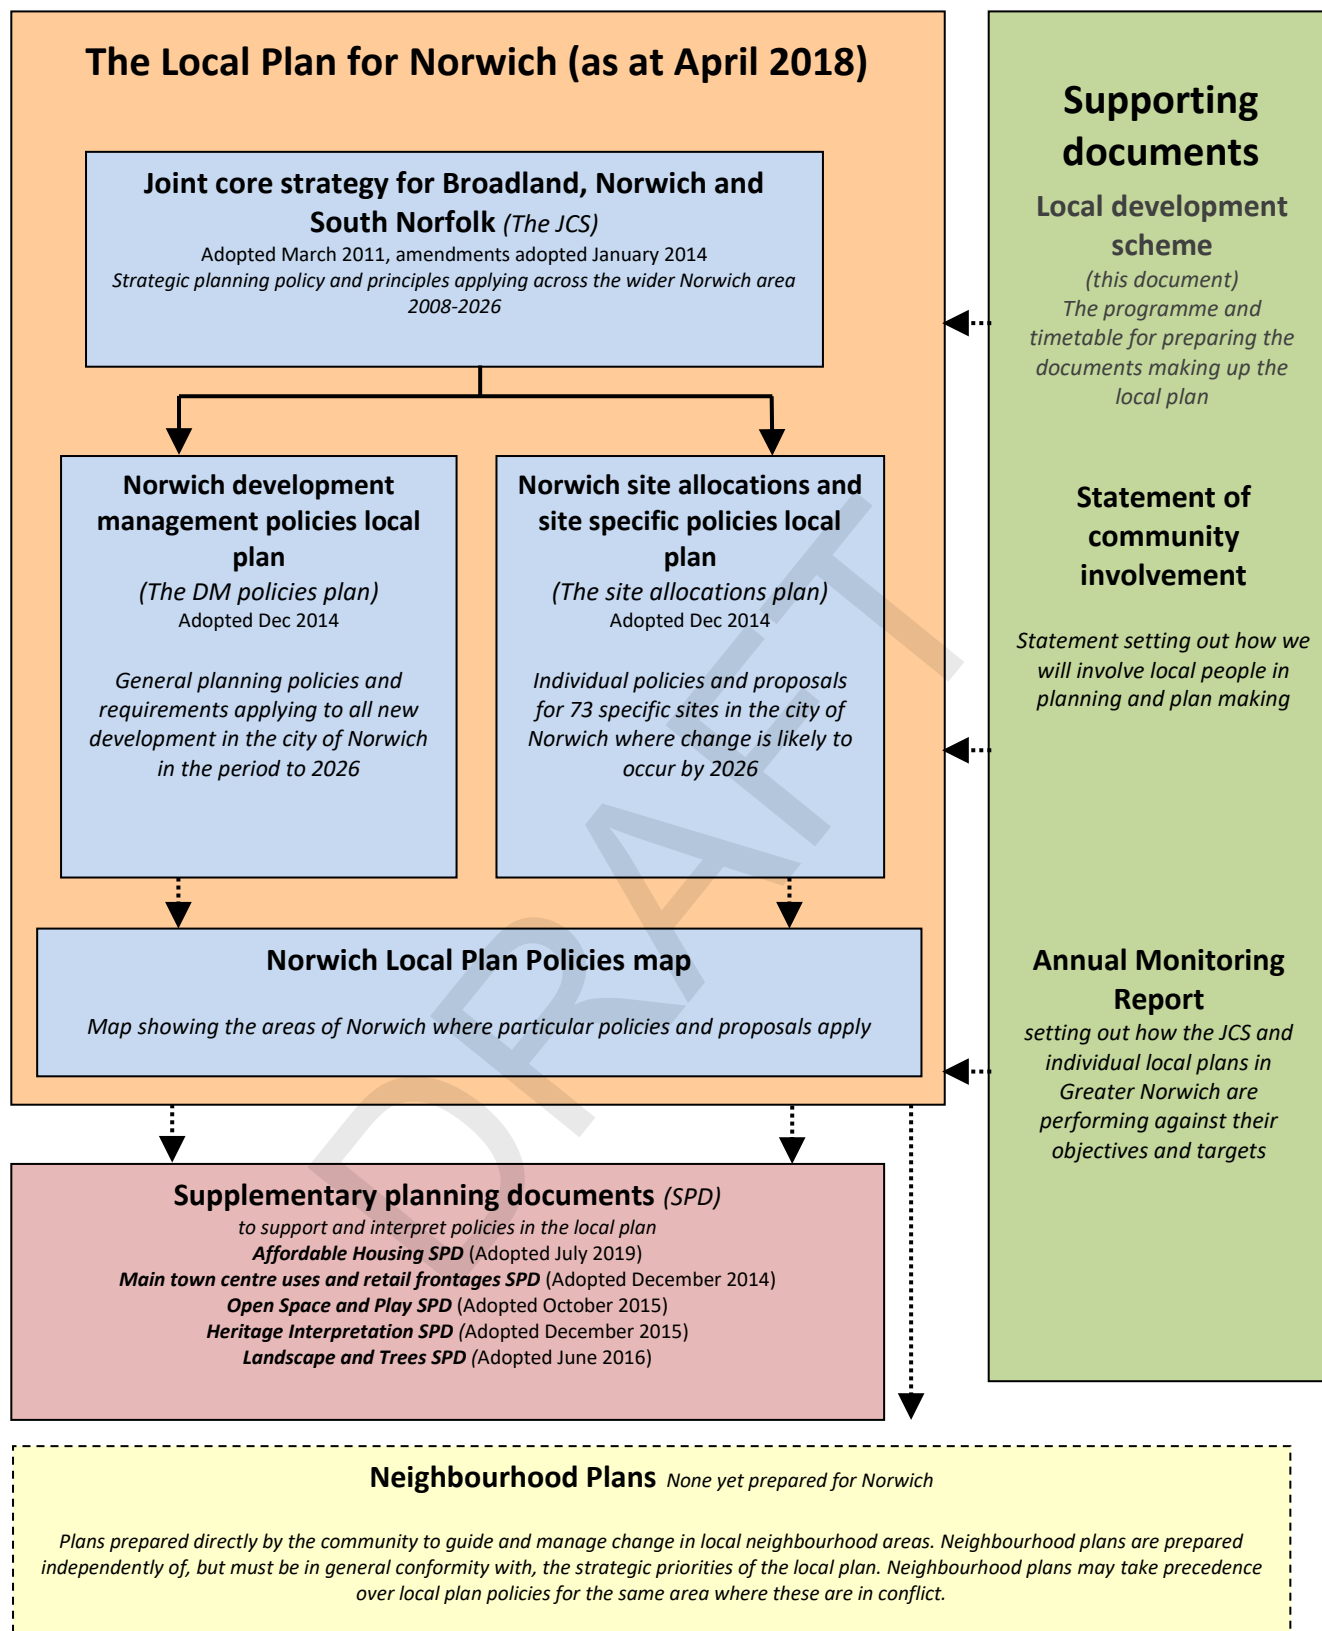 The Local Plan for Norwich (as at April 2018)
Joint core strategy for Broadland, Norwich and
South Norfolk (The JCS)
Adopted March 2011, amendments adopted January 2014
Strategic planning policy and principles applying across the wider Norwich area
2008-2026
Norwich development
management policies local
plan
(The DM policies plan)
Adopted Dec 2014
General planning policies and
requirements applying to all new
development in the city of Norwich
in the period to 2026
Norwich site allocations and
site specific policies local
plan
(The site allocations plan)
Adopted Dec 2014
Individual policies and proposals
for 73 specific sites in the city of
Norwich where change is likely to
occur by 2026
Norwich Local Plan Policies map
Map showing the areas of Norwich where particular policies and proposals apply
Supporting
documents
Local development
scheme
(this document)
The programme and
timetable for preparing the
documents making up the
local plan
Statement of
community
involvement
Statement setting out how we
will involve local people in
planning and plan making
Annual Monitoring
Report
setting out how the JCS and
individual local plans in
Greater Norwich are
performing against their
objectives and targets
Supplementary planning documents (SPD)
to support and interpret policies in the local plan
Affordable Housing SPD (Adopted July 2019)
Main town centre uses and retail frontages SPD (Adopted December 2014)
Open Space and Play SPD (Adopted October 2015)
Heritage Interpretation SPD (Adopted December 2015)
Landscape and Trees SPD (Adopted June 2016)
Neighbourhood Plans None yet prepared for Norwich
Plans prepared directly by the community to guide and manage change in local neighbourhood areas. Neighbourhood plans are prepared
independently of, but must be in general conformity with, the strategic priorities of the local plan. Neighbourhood plans may take precedence
over local plan policies for the same area where these are in conflict.
DRAFT